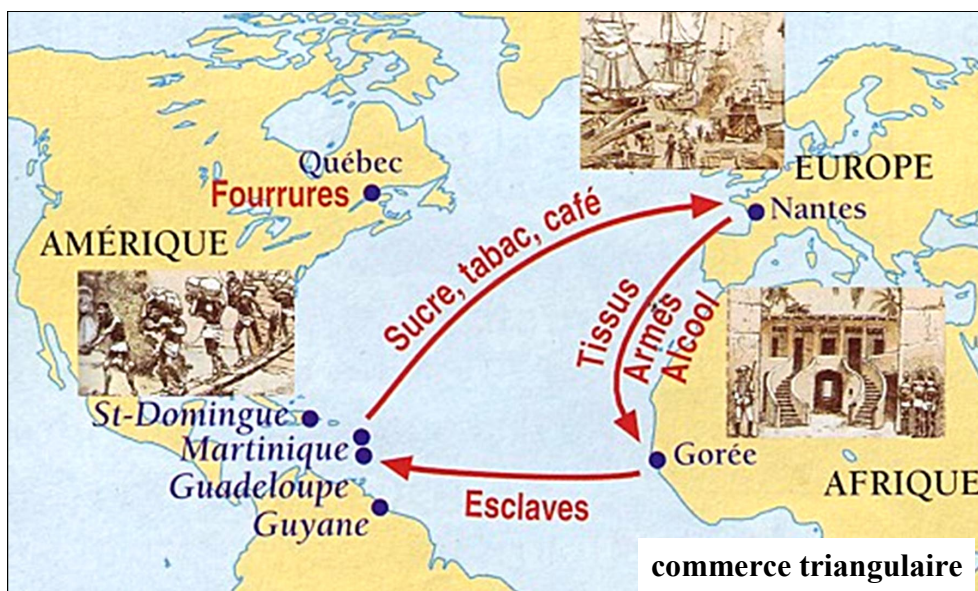 Québec
Fourrures
AMÉRIQUE
EUROPE
Nantes
Sucre, tabac, café
Tissus
Armes
Alcool
St-Domingue
Martinique
Guadeloupe
Guyane
Gorée
Esclaves
AFRIQUE
commerce triangulaire